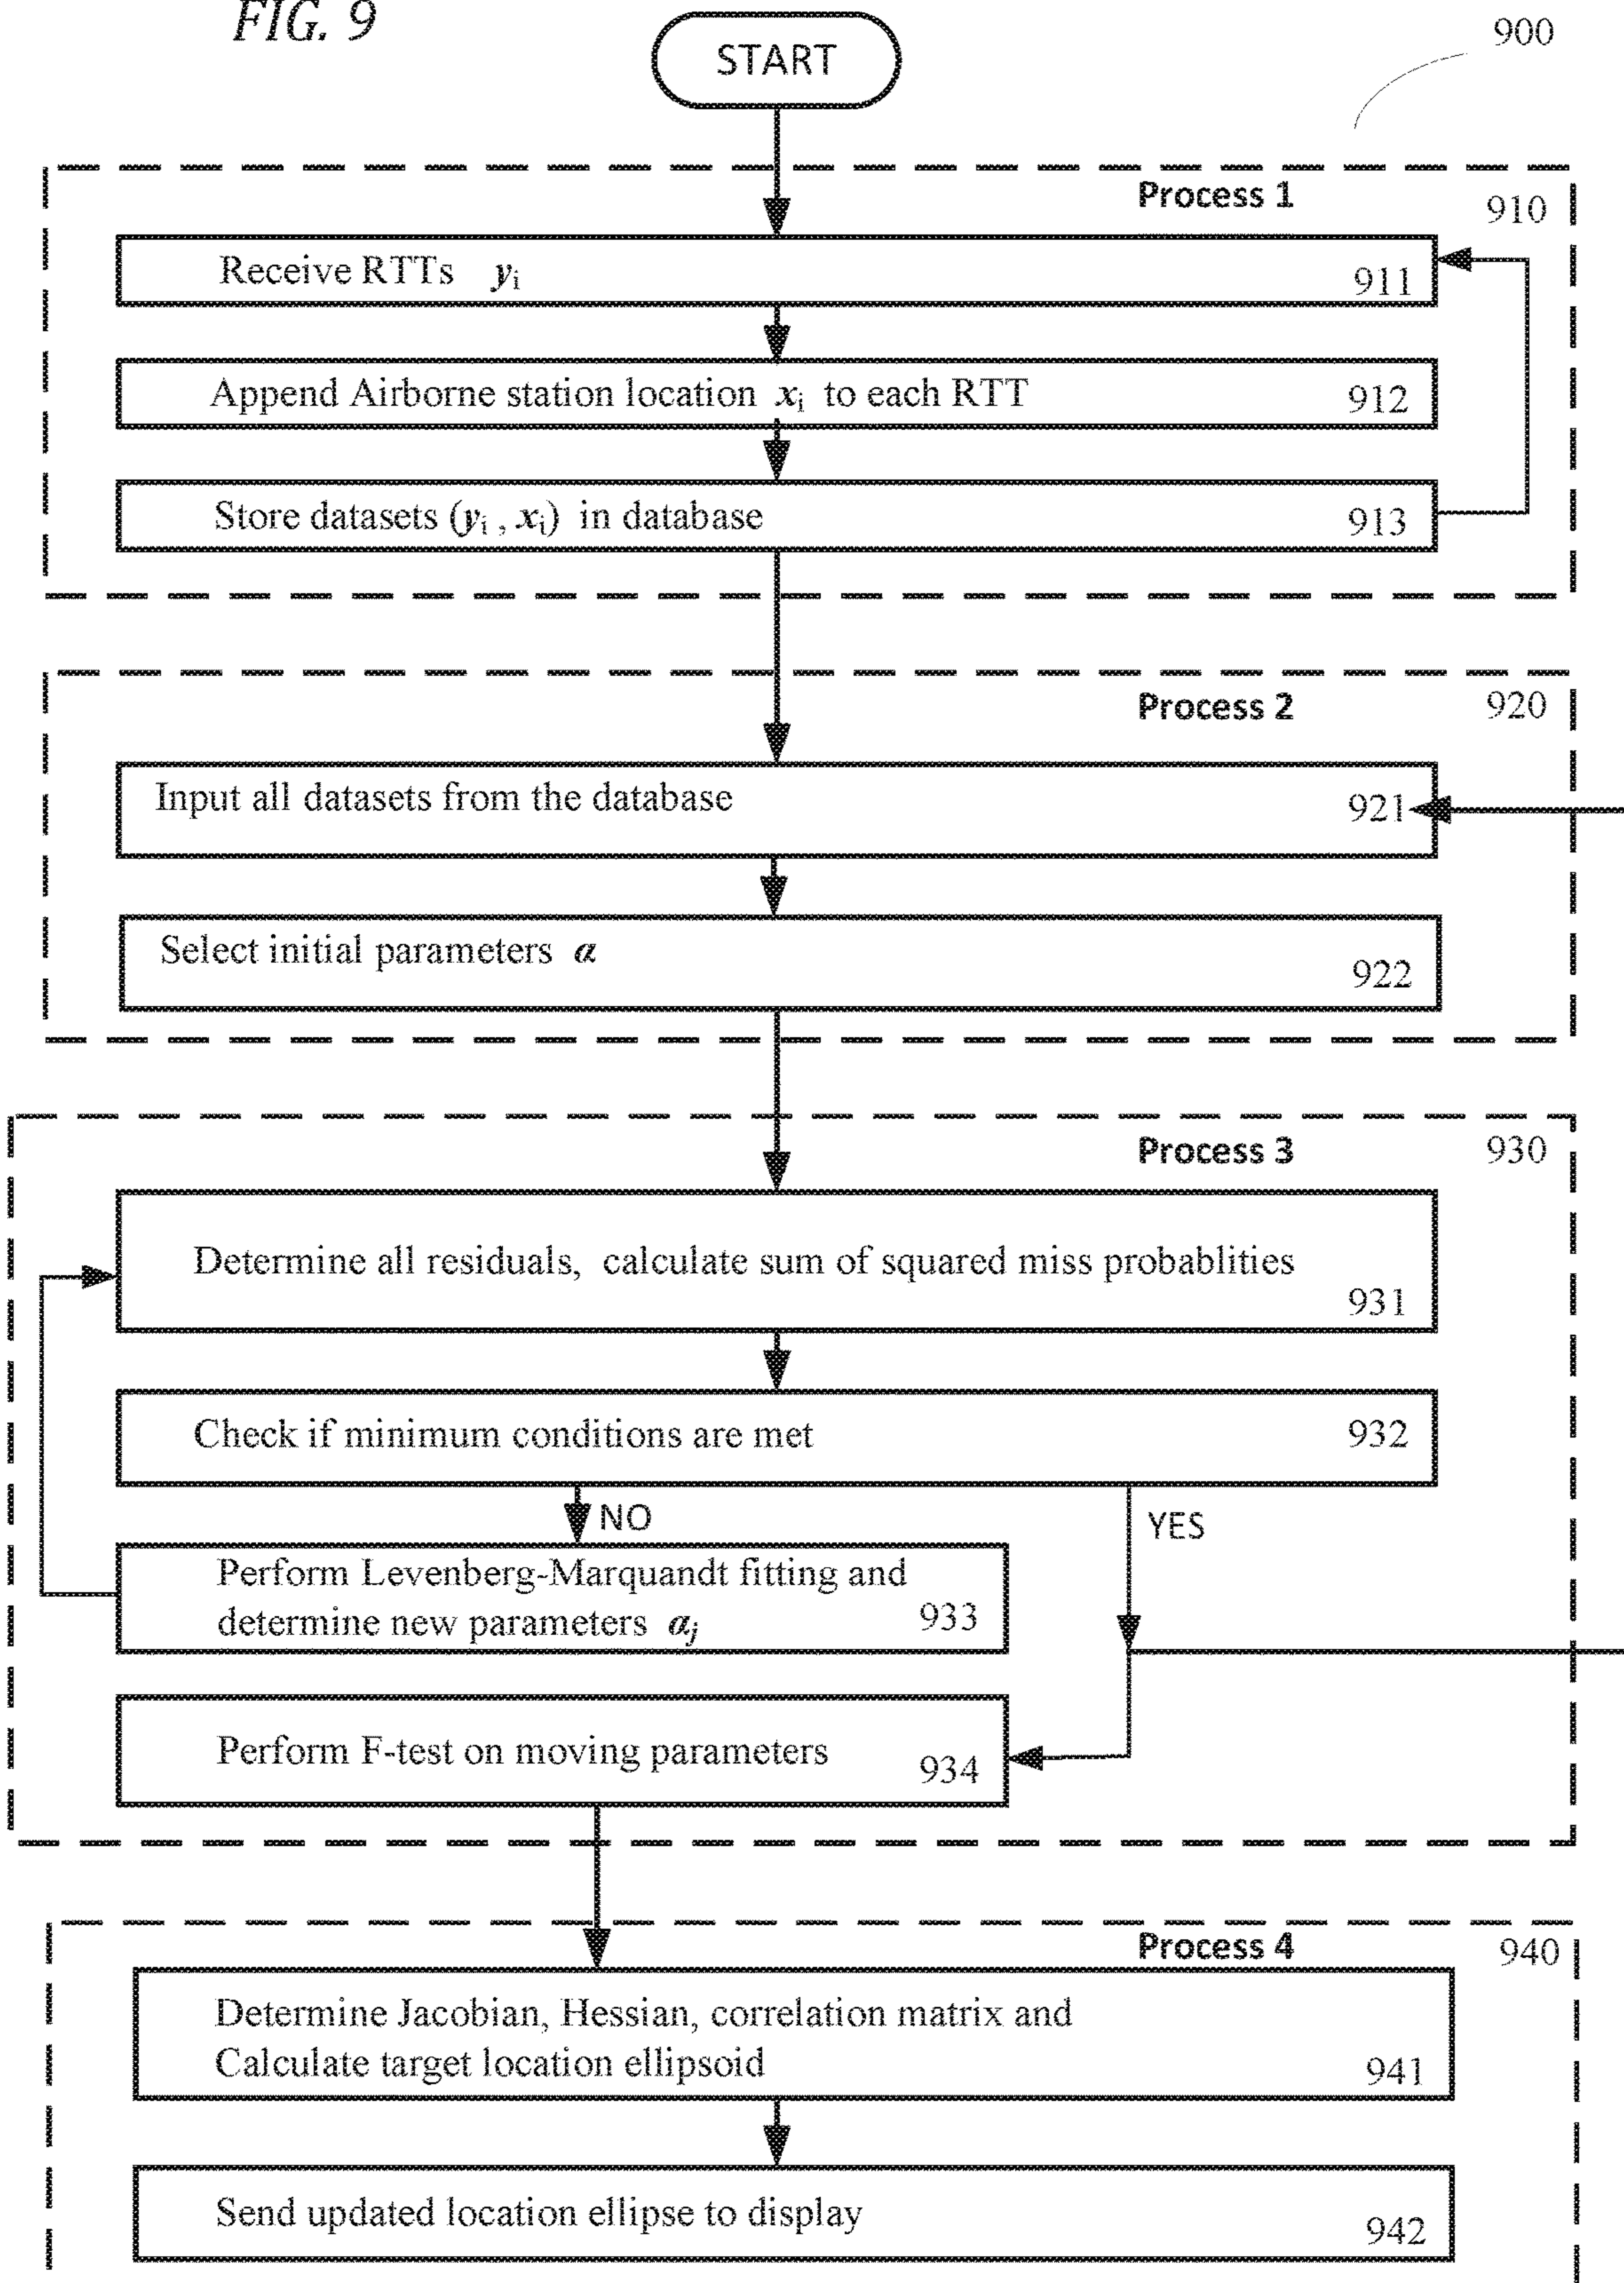 FIG. 9
900
START
Process 1
910
Receive RTTs yi
911
Append Airborne station location xi to each RTT
912
Store datasets (yi , xi) in database
913
Process 2
920
Input all datasets from the database
921
Select initial parameters α
922
Process 3
930
Determine all residuals, calculate sum of squared miss probablities
931
Check if minimum conditions are met
932
NO
YES
Perform Levenberg-Marquandt fitting and
determine new parameters αj
933
Perform F-test on moving parameters
934
Process 4
940
Determine Jacobian, Hessian, correlation matrix and
Calculate target location ellipsoid
941
Send updated location ellipse to display
942